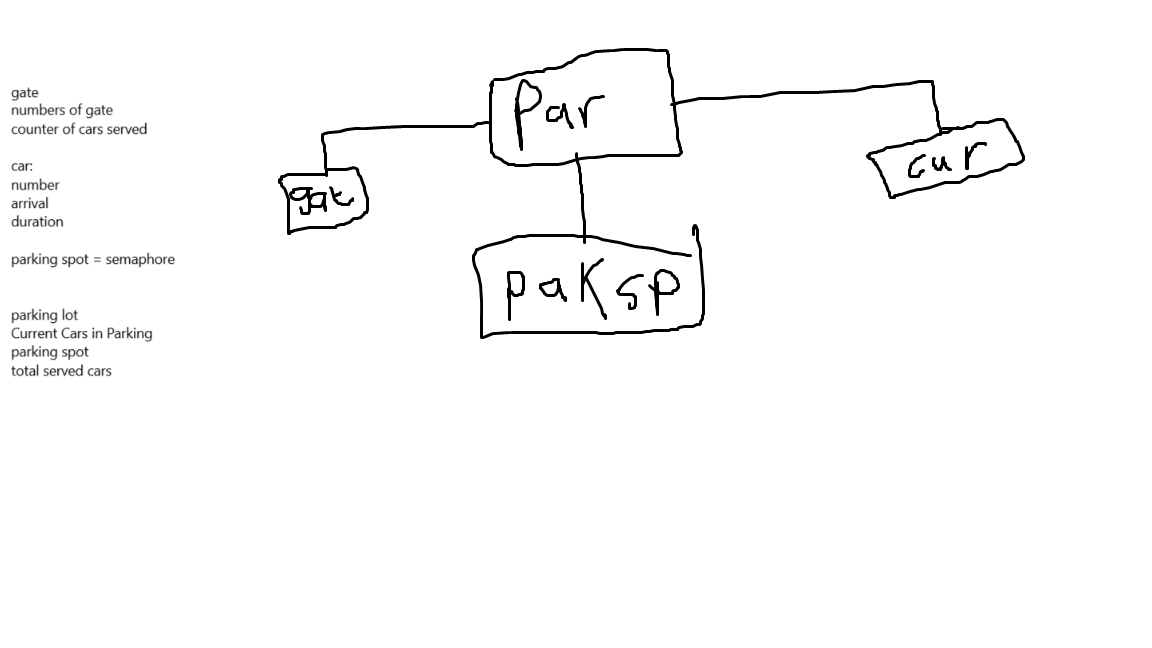 gate
numbers of gate
counter of cars served
car:
number
arrival
duration
parking spot = semaphore
parking lot
Current Cars in Parking
parking spot
total served cars
Par
gat
cur
paKsp